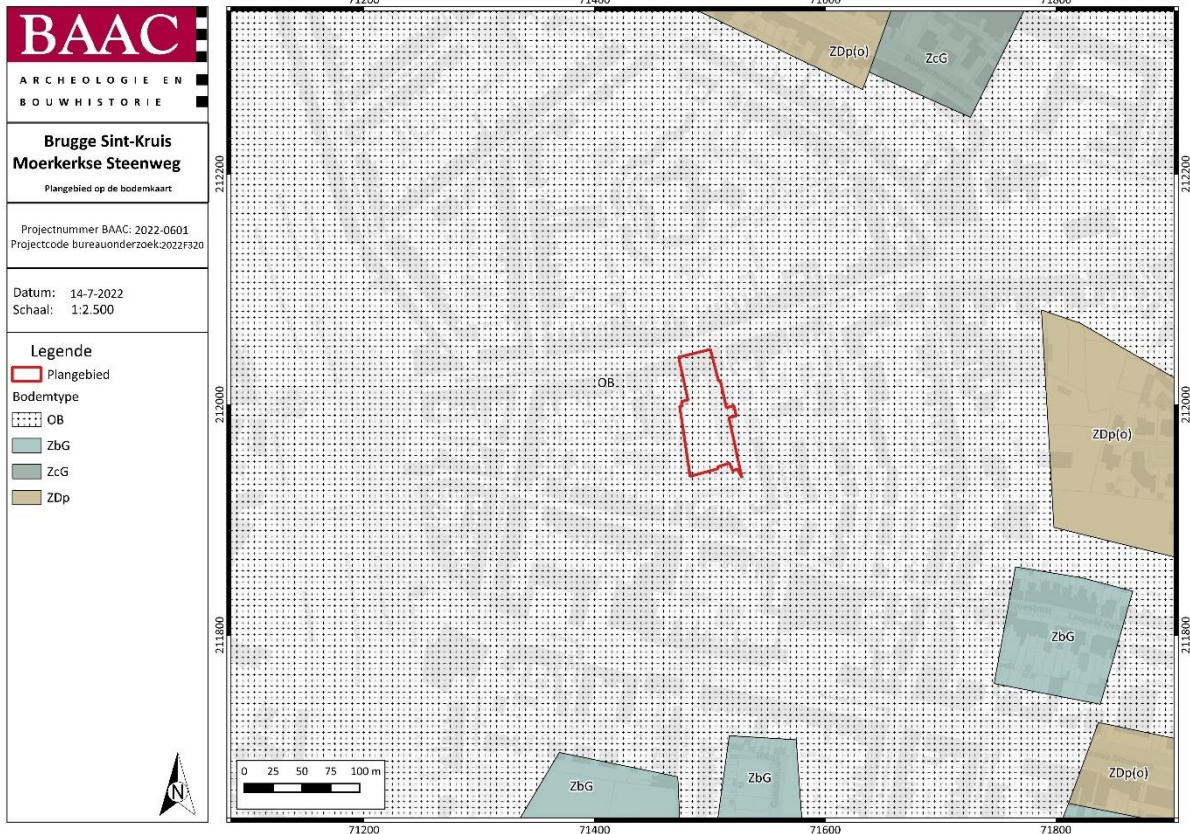 BAAC
ARCHEOLOGIE EN
BOUWHISTORIE
Brugge Sint-Kruis
Moerkerkse Steenweg
Plangebied op de bodemkaart
Projectnummer BAAC: 2022-0601
Projectcode bureauonderzoek:2022F320
Datum: 14-7-2022
Schaal: 1:2.500
Legende
Plangebied
Bodemtype
OB
ZbG
ZcG
ZDp
N
71200
71400
71600
71800
ZDp(o)
ZcG
212200
212200
OB
212000
212000
ZDp(o)
211800
211800
ZbG
ZbG
ZbG
ZDp(o)
0 25 50 75 100 m
71200
71400
71600
71800